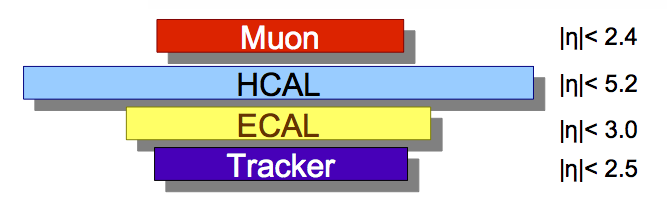 Muon |η|< 2.4
HCAL |η|< 5.2
ECAL |η|< 3.0
Tracker |η|< 2.5